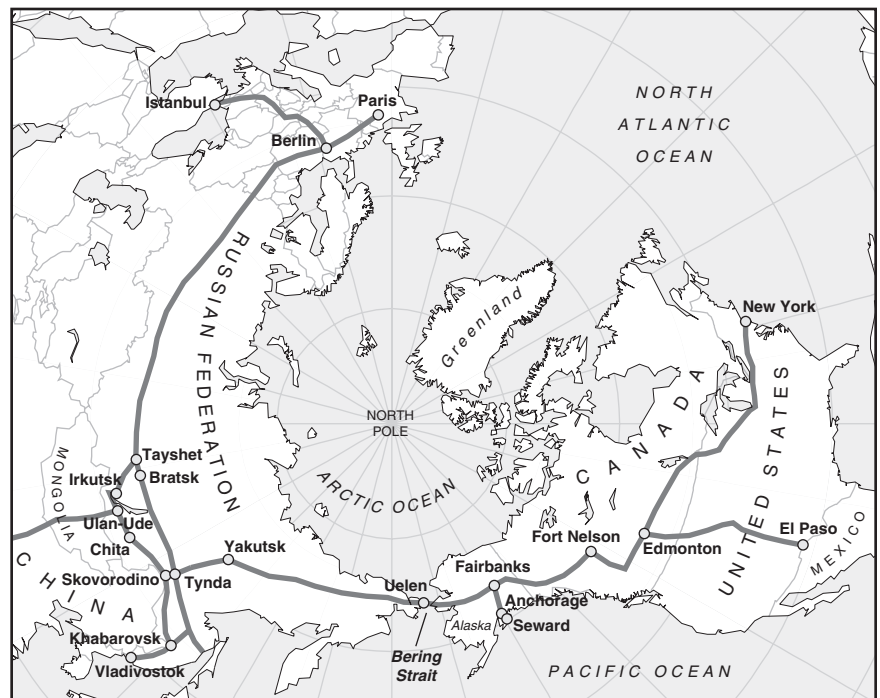 NORTH
ATLANTIC
OCEAN
Istanbul
Paris
Berlin
RUSSIAN FEDERATION
Greenland
New York
NORTH
POLE
CANADA
UNITED STATES
ARCTIC OCEAN
MONGOLIA
Tayshet
Bratsk
Irkutsk
Ulan-Ude
Chita
CHINA
Skovorodino
Tynda
Yakutsk
Uelen
Fairbanks
Fort Nelson
Edmonton
El Paso
MEXICO
Anchorage
Seward
Alaska
Khabarovsk
Vladivostok
Bering
Strait
PACIFIC OCEAN